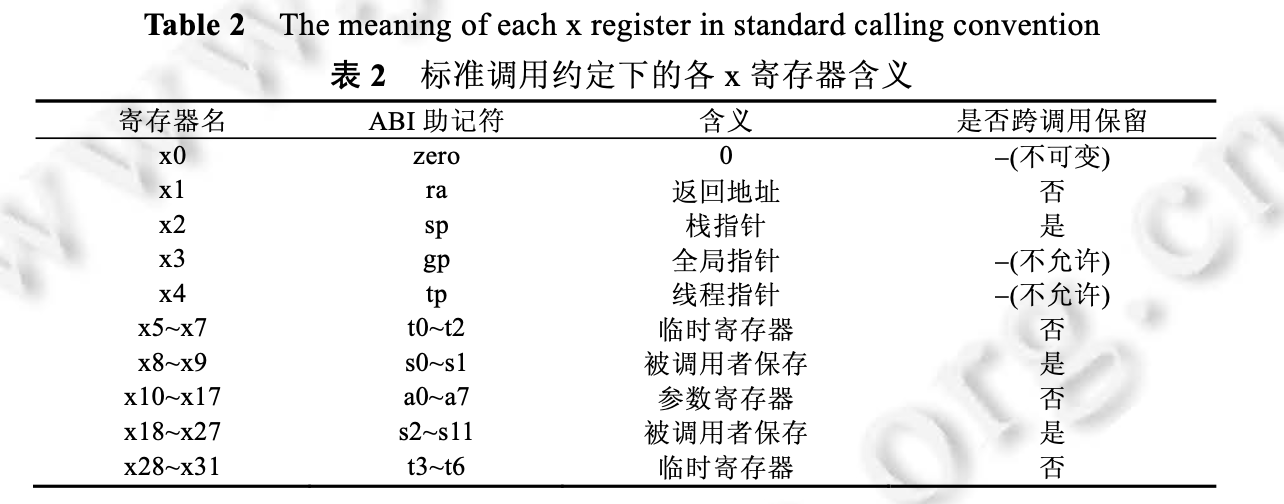 Table 2 The meaning of each x register in standard calling convention
表 2 标准调用约定下的各 x 寄存器含义
寄存器名 ABI 助记符 含义 是否跨调用保留
x0 zero 0 –(不可变)
x1 ra 返回地址 否
x2 sp 栈指针 是
x3 gp 全局指针 –(不允许)
x4 tp 线程指针 –(不允许)
x5~x7 t0~t2 临时寄存器 否
x8~x9 s0~s1 被调用者保存 是
x10~x17 a0~a7 参数寄存器 否
x18~x27 s2~s11 被调用者保存 是
x28~x31 t3~t6 临时寄存器 否
www.
org.cn